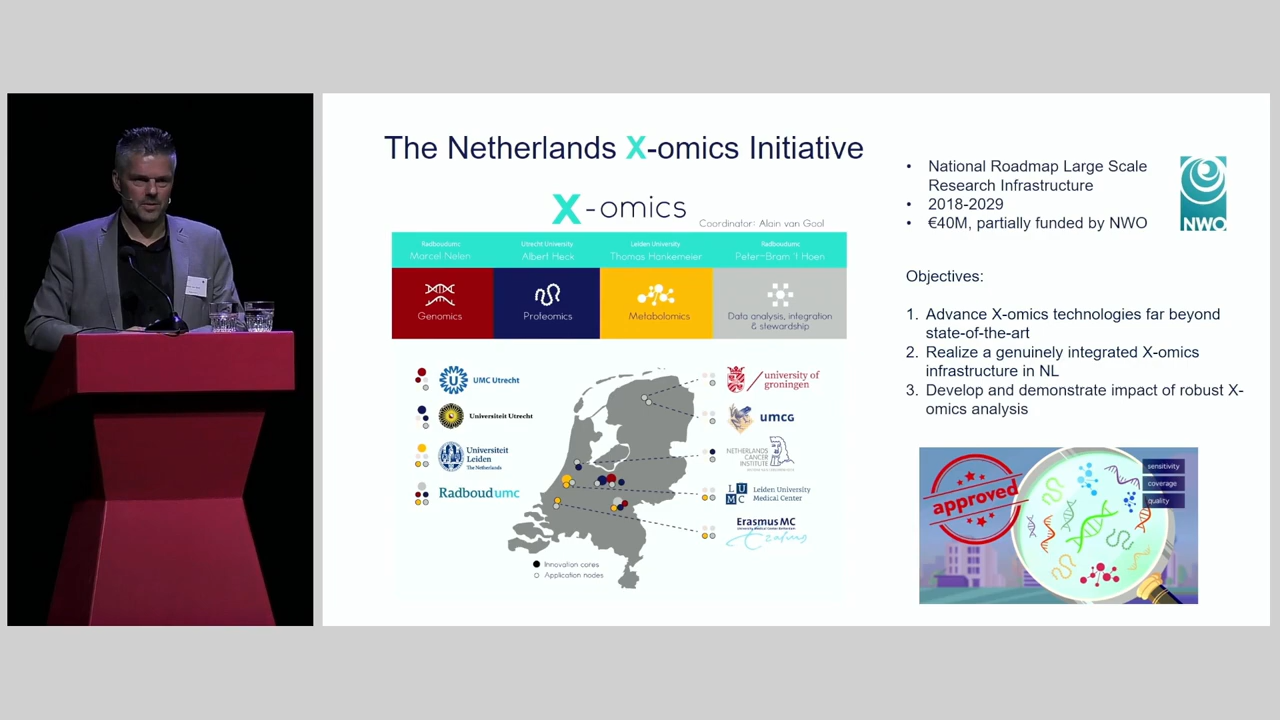 The Netherlands X-omics Initiative
X-omics
Coordinator: Alain van Gool
Radboudumc
Marcel Nelen
Utrecht University
Albert Heck
Leiden University
Thomas Hankemeier
Radboudumc
Peter-Bram 't Hoen
Genomics
Proteomics
Metabolomics
Data analysis, integration
& stewardship
UMC Utrecht
Universiteit Utrecht
Universiteit
Leiden
The Netherlands
Radboudumc
university of
groningen
umcg
NETHERLANDS
CANCER
INSTITUTE
LUMC
Leiden University
Medical Center
Erasmus MC
Erasmus
Innovation cores
Application nodes
• National Roadmap Large Scale
Research Infrastructure
• 2018-2029
• €40M, partially funded by NWO
NWO
Objectives:
1. Advance X-omics technologies far beyond
state-of-the-art
2. Realize a genuinely integrated X-omics
infrastructure in NL
3. Develop and demonstrate impact of robust X-
omics analysis
approved
sensitivity
coverage
quality